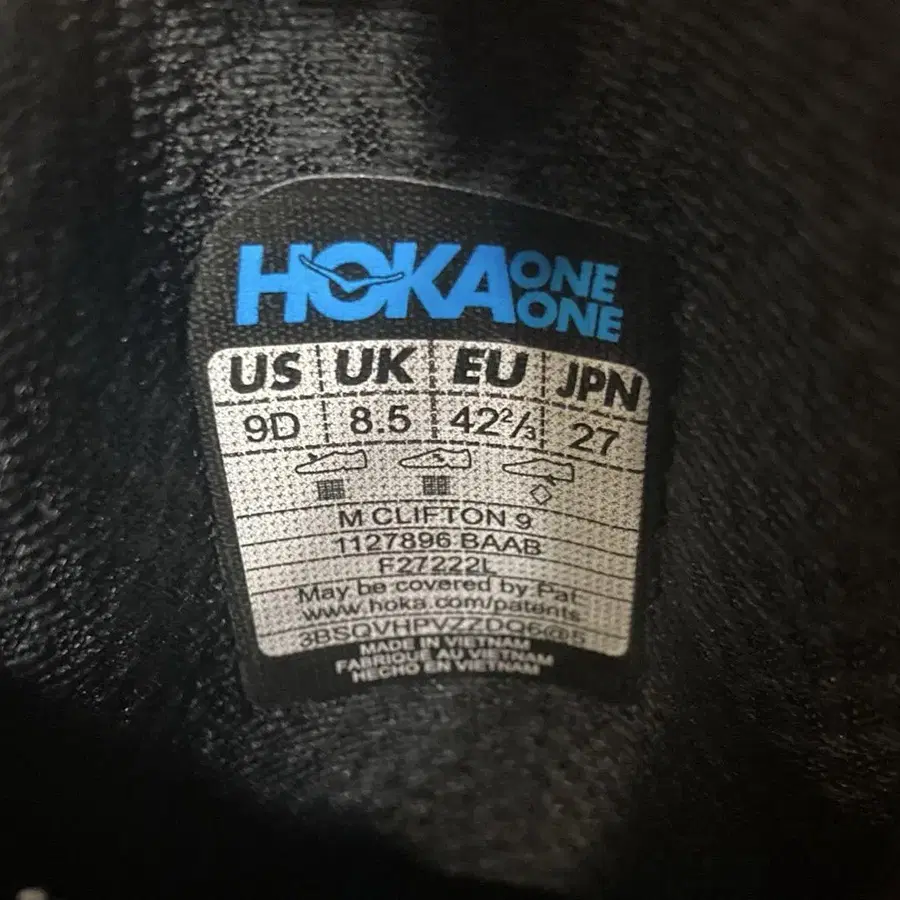 HOKA ONE ONE
US UK EU JPN
9D 8.5 42⅔ 27
M CLIFTON 9
1127896 BAAB
F27222L
May be covered by Pat
www.hoka.com/patents
3BSQVHPVZZDQ6@5
MADE IN VIETNAM
FABRIQUÉ AU VIETNAM
HECHO EN VIETNAM